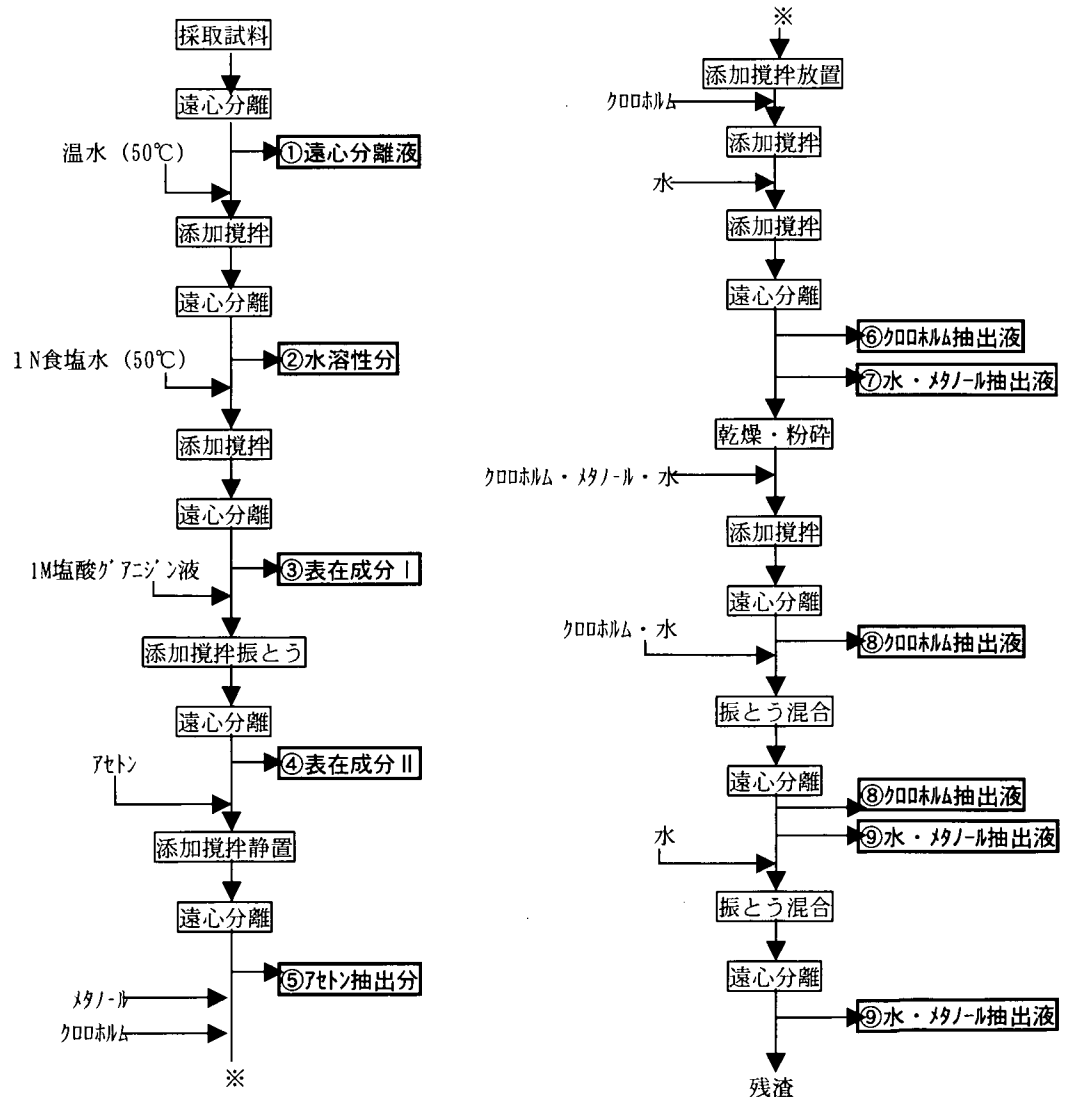 採取試料
遠心分離
温水 (50℃)
①遠心分離液
添加撹拌
遠心分離
1N食塩水 (50℃)
②水溶性分
添加撹拌
遠心分離
1M塩酸グアニジン液
③表在成分Ⅰ
添加撹拌振とう
遠心分離
アセトン
④表在成分Ⅱ
添加撹拌静置
遠心分離
⑤アセトン抽出分
メタノール
クロロホルム
※
※
添加撹拌放置
クロロホルム
添加撹拌
水
添加撹拌
遠心分離
⑥クロロホルム抽出液
⑦水・メタノール抽出液
乾燥・粉砕
クロロホルム・メタノール・水
添加撹拌
遠心分離
クロロホルム・水
⑧クロロホルム抽出液
振とう混合
遠心分離
⑧クロロホルム抽出液
⑨水・メタノール抽出液
水
振とう混合
遠心分離
⑨水・メタノール抽出液
残渣